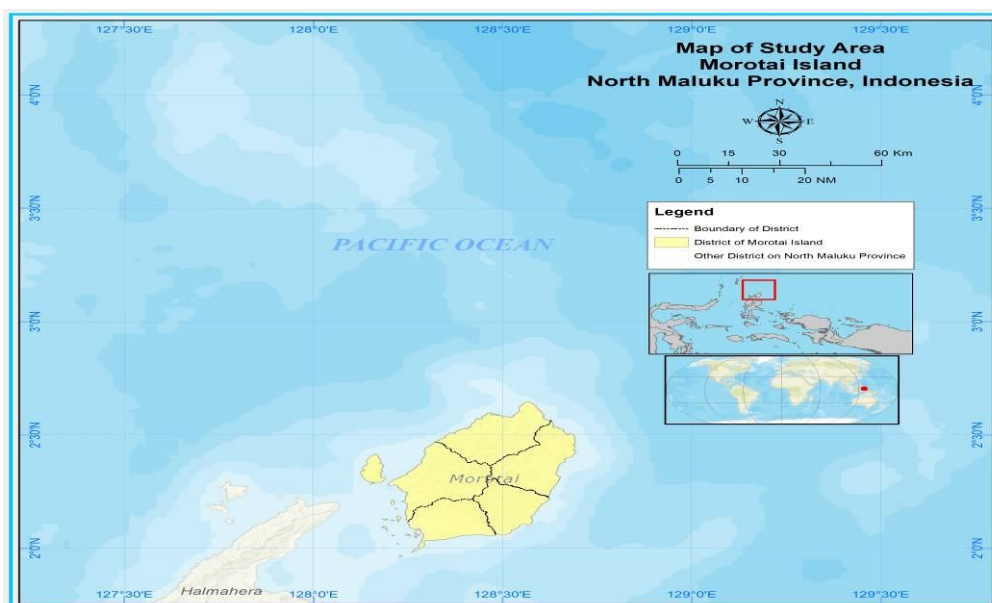 127°30'E 128°0'E 128°30'E 129°0'E 129°30'E
Map of Study Area
Morotai Island
North Maluku Province, Indonesia
N
W E
S
0 15 30 60 Km
0 5 10 20 NM
4°0'N 4°0'N
3°30'N 3°30'N
Legend
Boundary of District
District of Morotai Island
Other District on North Maluku Province
PACIFIC OCEAN
3°0'N 3°0'N
2°30'N 2°30'N
Morotai
2°0'N 2°0'N
Halmahera
127°30'E 128°0'E 128°30'E 129°0'E 129°30'E